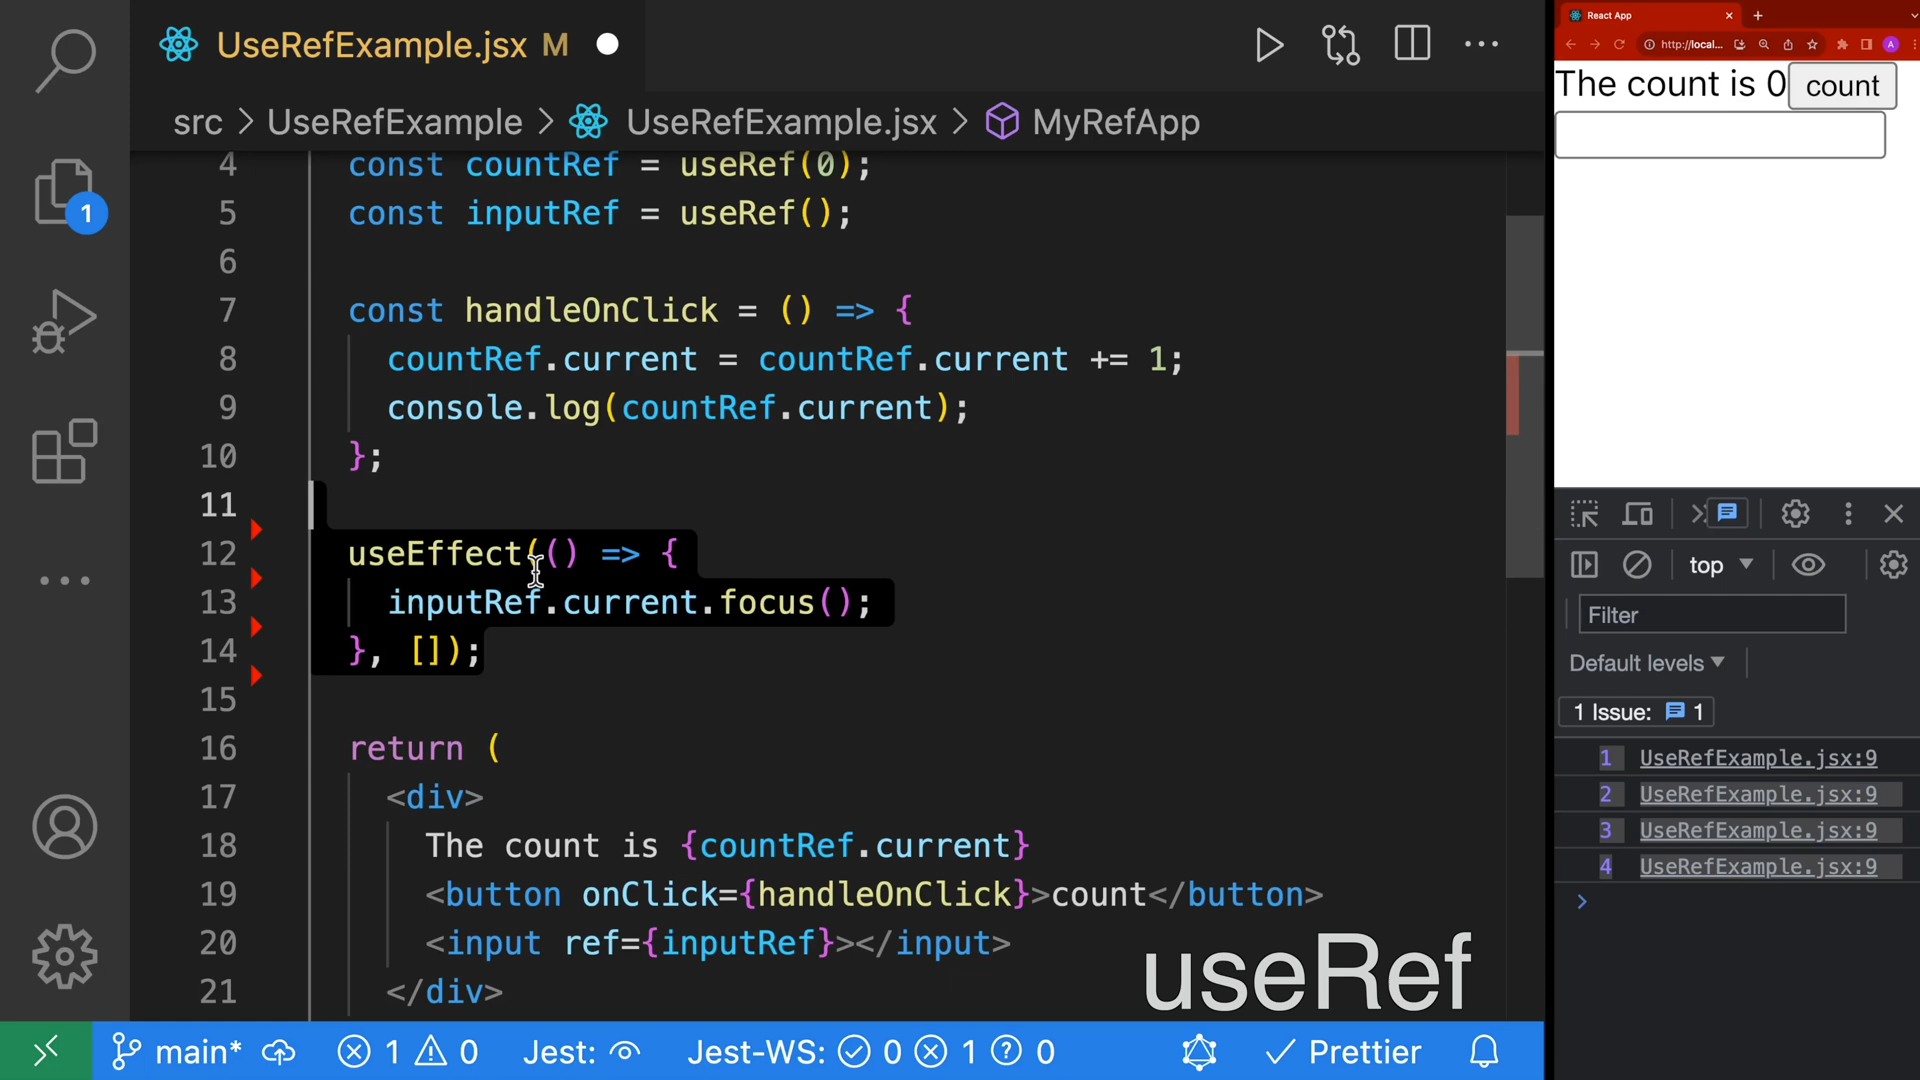 UseRefExample.jsx M
src > UseRefExample > UseRefExample.jsx > MyRefApp
4 const countRef = useRef(0);
5 const inputRef = useRef();
6
7 const handleOnClick = () => {
8 countRef.current = countRef.current += 1;
9 console.log(countRef.current);
10 };
11
12 useEffect(() => {
13 inputRef.current.focus();
14 }, []);
15
16 return (
17 <div>
18 The count is {countRef.current}
19 <button onClick={handleOnClick}>count</button>
20 <input ref={inputRef}></input>
21 </div>
useRef
1
main* 1 0 Jest: Jest-WS: 0 1 ? 0 Prettier
React App
http://local... A
The count is 0 count
top
Filter
Default levels
1 Issue: 1
1 UseRefExample.jsx:9
2 UseRefExample.jsx:9
3 UseRefExample.jsx:9
4 UseRefExample.jsx:9
>